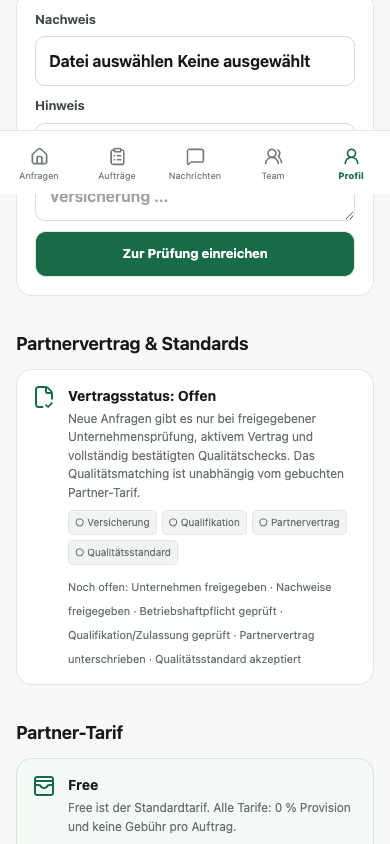 Nachweis
Datei auswählen Keine ausgewählt
Hinweis
Anfragen
Aufträge
Nachrichten
Team
Profil
Versicherung ...
Zur Prüfung einreichen
Partnervertrag & Standards
Vertragsstatus: Offen
Neue Anfragen gibt es nur bei freigegebener
Unternehmensprüfung, aktivem Vertrag und
vollständig bestätigten Qualitätschecks. Das
Qualitätsmatching ist unabhängig vom gebuchten
Partner-Tarif.
Versicherung
Qualifikation
Partnervertrag
Qualitätsstandard
Noch offen: Unternehmen freigegeben · Nachweise
freigegeben · Betriebshaftpflicht geprüft ·
Qualifikation/Zulassung geprüft · Partnervertrag
unterschrieben · Qualitätsstandard akzeptiert
Partner-Tarif
Free
Free ist der Standardtarif. Alle Tarife: 0 % Provision
und keine Gebühr pro Auftrag.